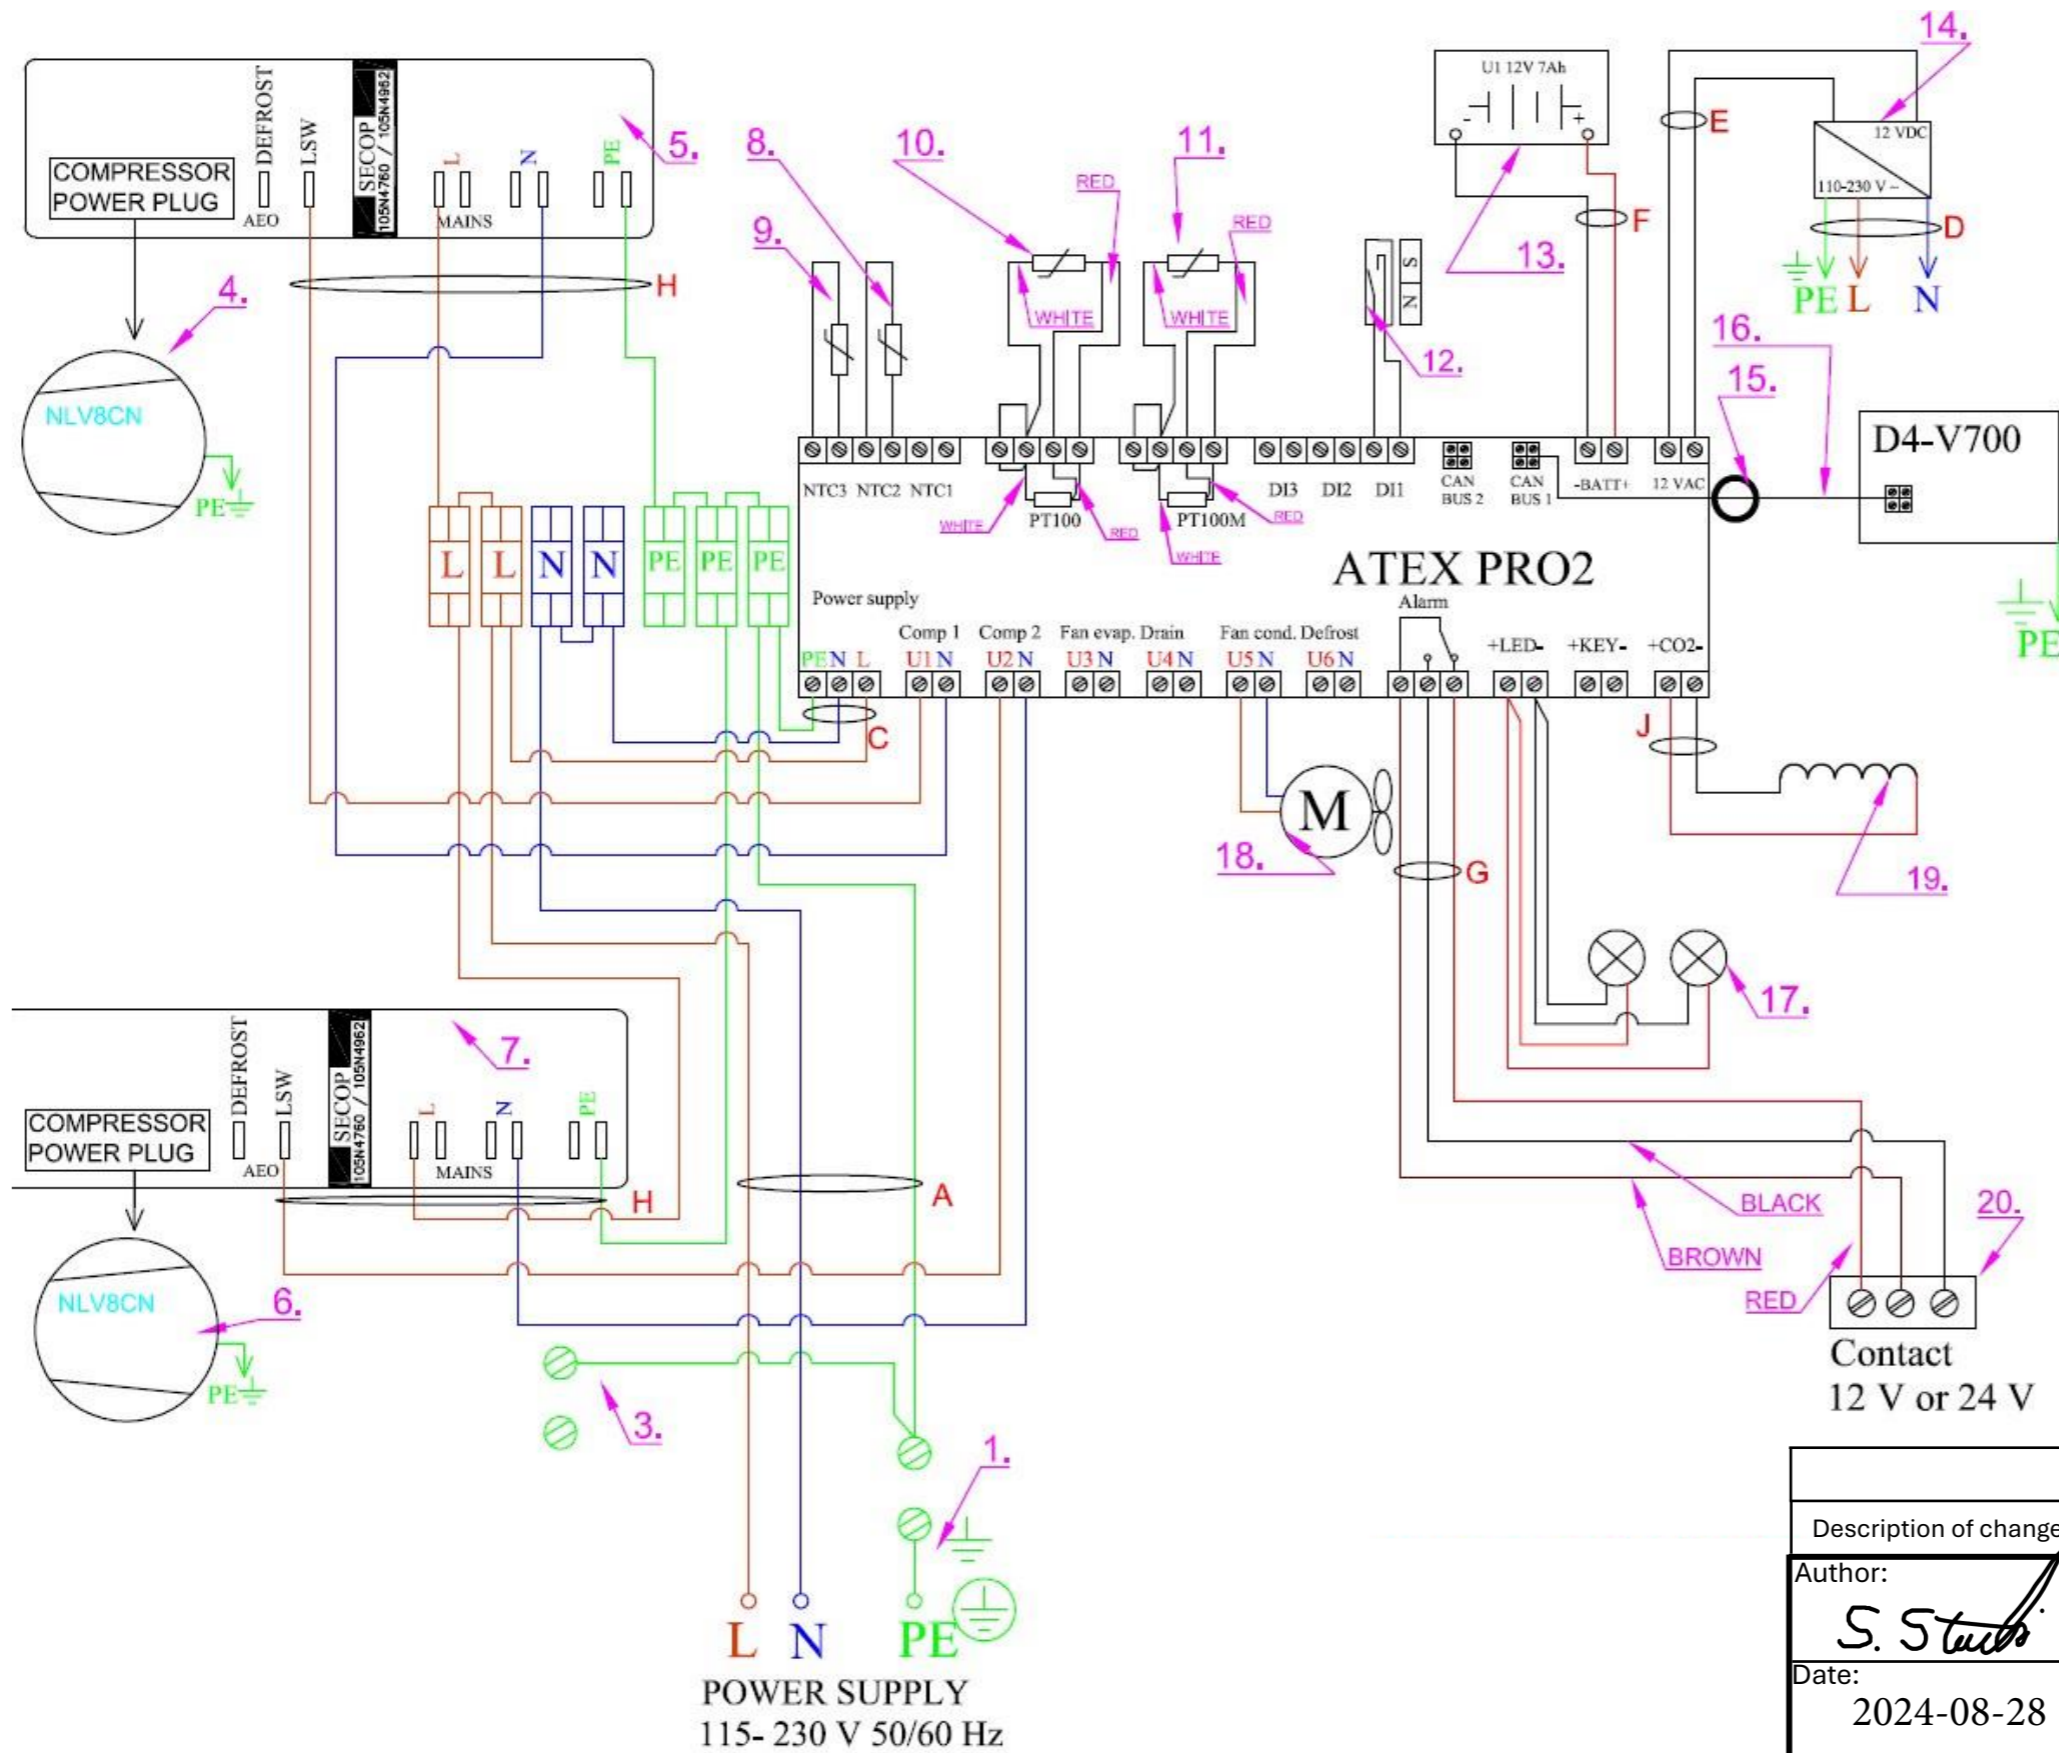 14.
U1 12V 7Ah
- +
E
12 VDC
110-230 V ~
D
PE L N
5.
8.
10.
11.
9.
RED
RED
F
13.
DEFROST
LSW
SECOP
105N4760 / 105N4962
L
N
PE
COMPRESSOR
POWER PLUG
AEO
MAINS
H
4.
WHITE
WHITE
N S
12.
16.
15.
NLV8CN
PE
D4-V700
NTC3 NTC2 NTC1
WHITE
PT100
RED
PT100M
RED
WHITE
DI3 DI2 DI1
CAN
BUS 2
CAN
BUS 1
-BATT+
12 VAC
L L N N PE PE PE
ATEX PRO2
PE
Power supply
Alarm
Comp 1 Comp 2 Fan evap. Drain Fan cond. Defrost
+LED- +KEY- +CO2-
PE N L U1 N U2 N U3 N U4 N U5 N U6 N
C
J
M
18.
G
19.
17.
DEFROST
LSW
SECOP
105N4760 / 105N4962
7.
L
N
PE
COMPRESSOR
POWER PLUG
AEO
MAINS
H
A
BLACK
BROWN
RED
20.
NLV8CN
6.
PE
Contact
12 V or 24 V
3.
1.
L N PE
POWER SUPPLY
115- 230 V 50/60 Hz
Description of change
Author:
Date:
2024-08-28